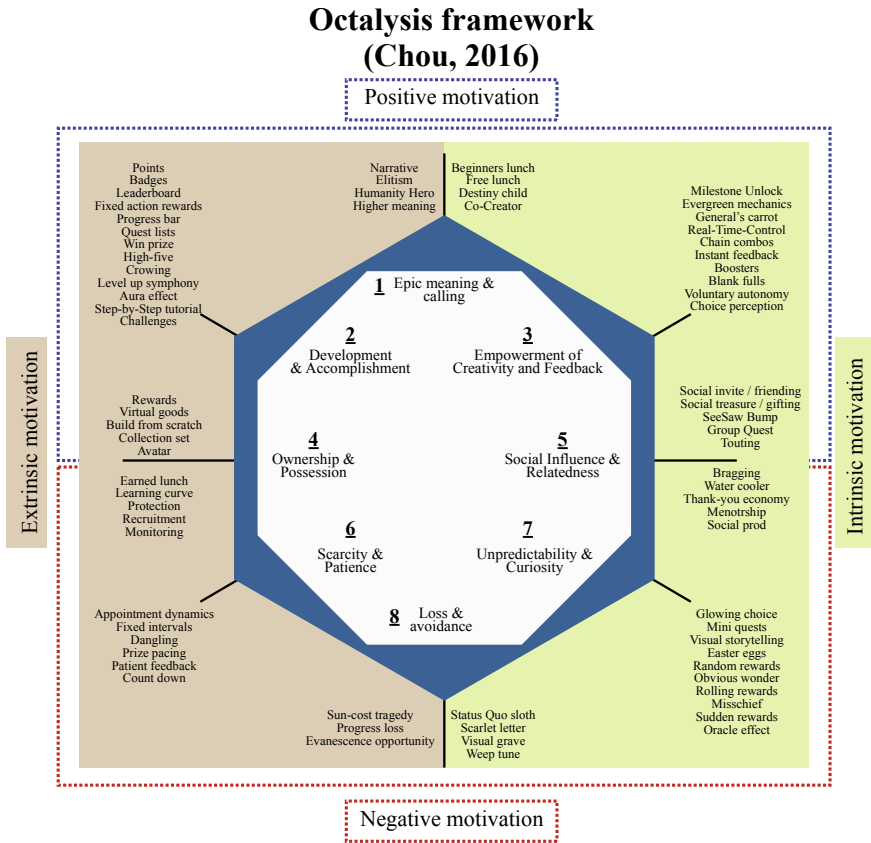 Octalysis framework
(Chou, 2016)
Positive motivation
Points
Badges
Leaderboard
Fixed action rewards
Progress bar
Quest lists
Win prize
High-five
Crowing
Level up symphony
Aura effect
Step-by-Step tutorial
Challenges
Narrative
Elitism
Humanity Hero
Higher meaning
Beginners lunch
Free lunch
Destiny child
Co-Creator
Milestone Unlock
Evergreen mechanics
General's carrot
Real-Time-Control
Chain combos
Instant feedback
Boosters
Blank fulls
Voluntary autonomy
Choice perception
1 Epic meaning &
calling
2
Development
& Accomplishment
3
Empowerment of
Creativity and Feedback
Extrinsic motivation
Rewards
Virtual goods
Build from scratch
Collection set
Avatar
Earned lunch
Learning curve
Protection
Recruitment
Monitoring
4
Ownership &
Possession
5
Social Influence &
Relatedness
Social invite / friending
Social treasure / gifting
SeeSaw Bump
Group Quest
Touting
Bragging
Water cooler
Thank-you economy
Menotrship
Social prod
Intrinsic motivation
6
Scarcity &
Patience
7
Unpredictability &
Curiosity
8 Loss &
avoidance
Appointment dynamics
Fixed intervals
Dangling
Prize pacing
Patient feedback
Count down
Sun-cost tragedy
Progress loss
Evanescence opportunity
Status Quo sloth
Scarlet letter
Visual grave
Weep tune
Glowing choice
Mini quests
Visual storytelling
Easter eggs
Random rewards
Obvious wonder
Rolling rewards
Misschief
Sudden rewards
Oracle effect
Negative motivation